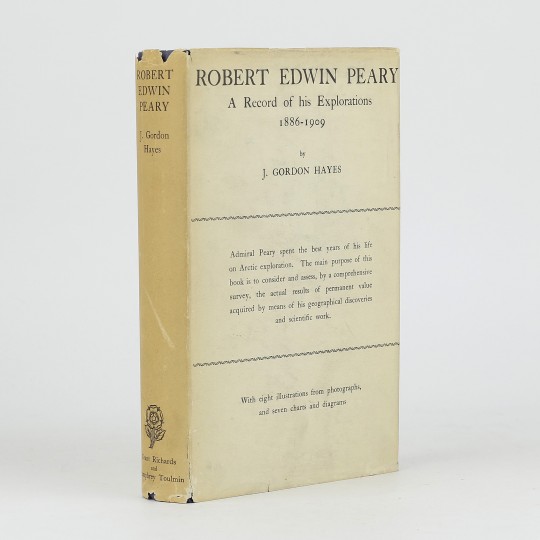 ROBERT
EDWIN
PEARY
J. Gordon
Hayes
Richards
and
Toulmin
ROBERT EDWIN PEARY
A Record of his Explorations
1886-1909
by
J. GORDON HAYES
Admiral Peary spent the best years of his life
on Arctic exploration. The main purpose of this
book is to consider and assess, by a comprehensive
survey, the actual results of permanent value
acquired by means of his geographical discoveries
and scientific work.
With eight illustrations from photographs,
and seven charts and diagrams